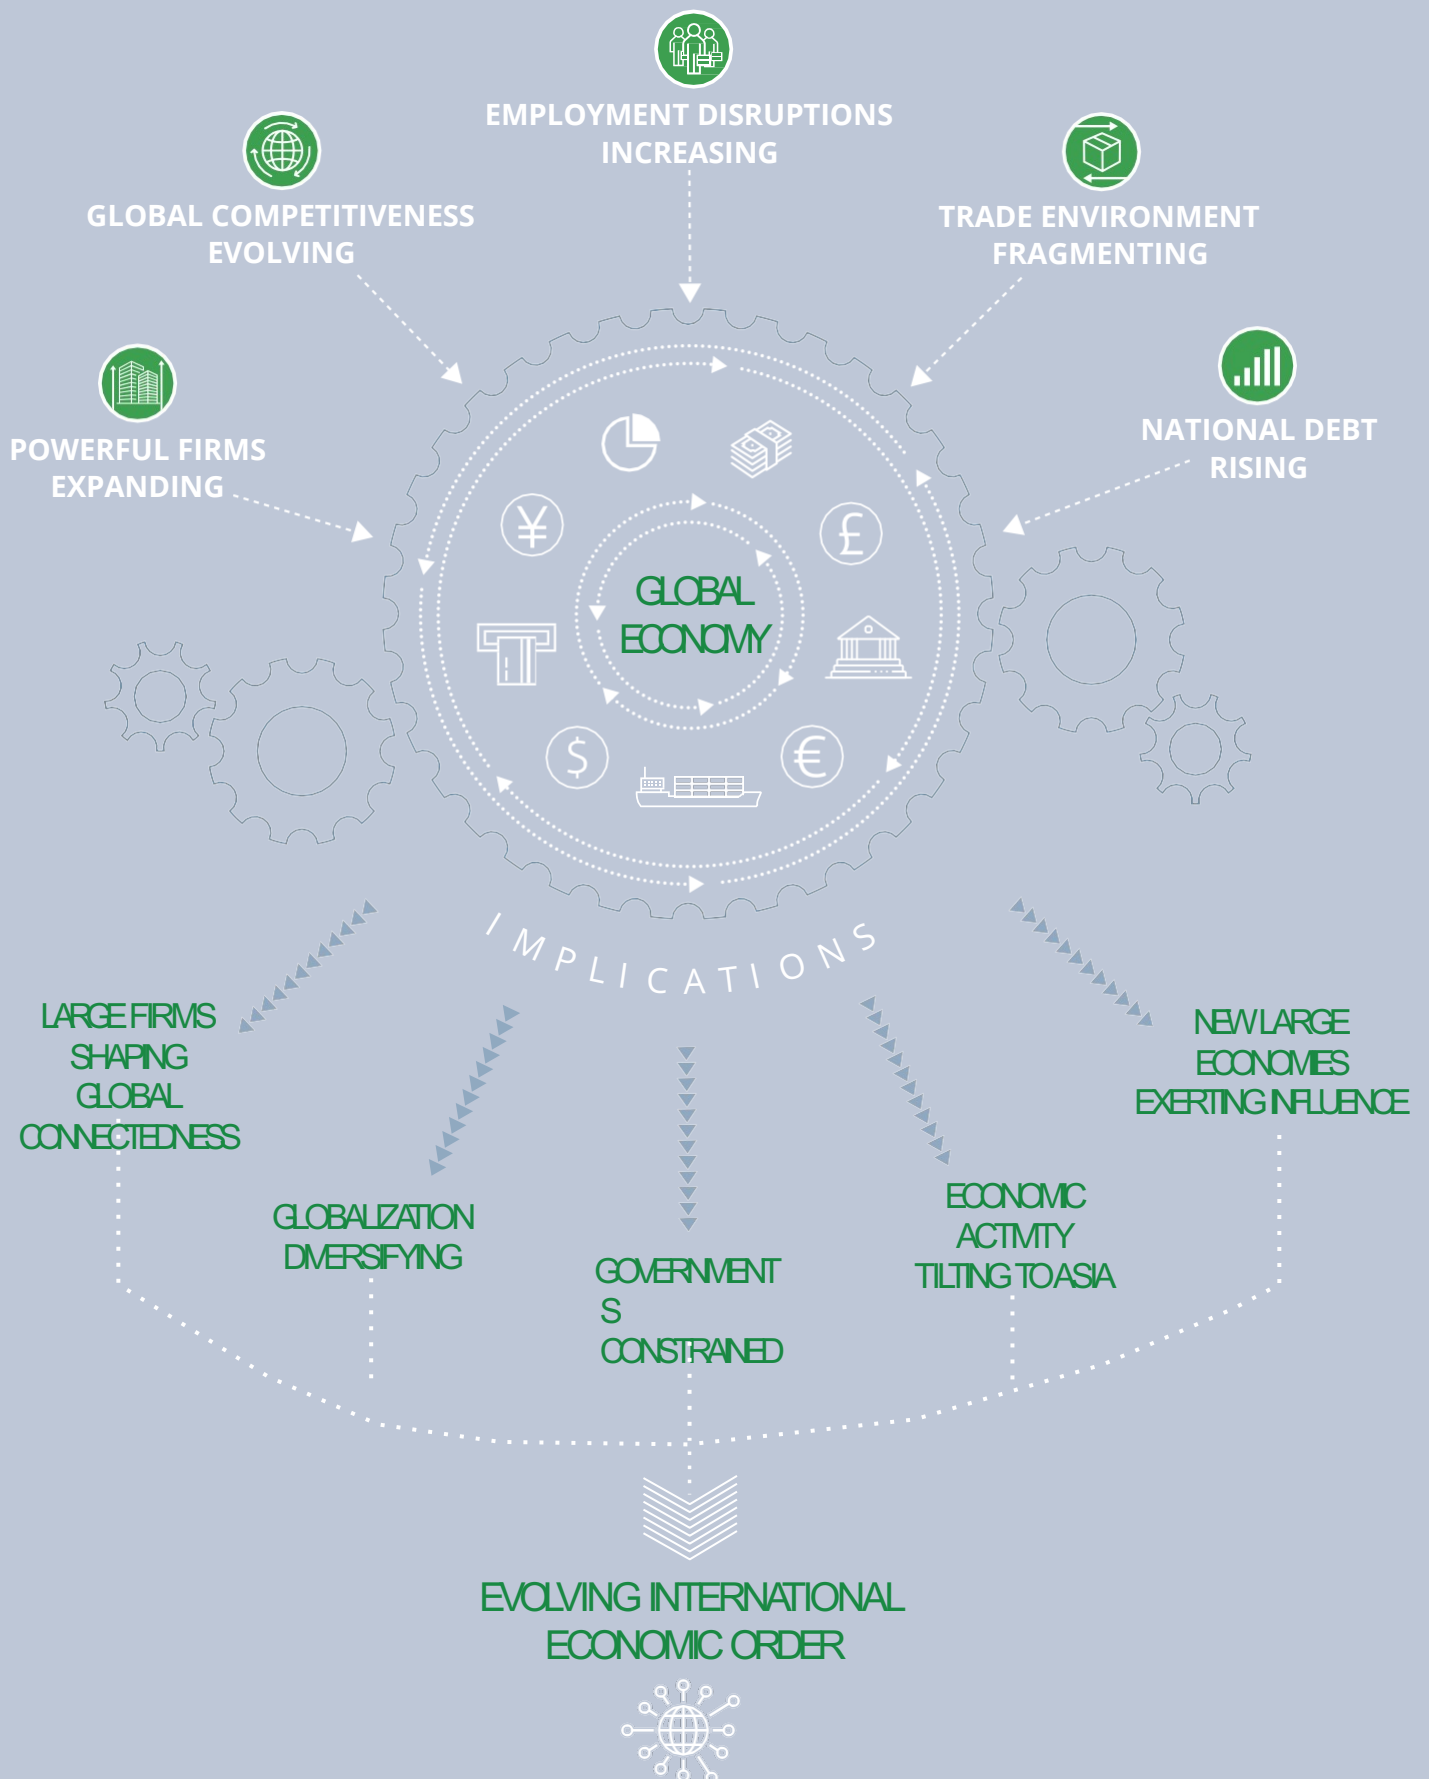 EMPLOYMENT DISRUPTIONS
INCREASING
GLOBAL COMPETITIVENESS
EVOLVING
TRADE ENVIRONMENT
FRAGMENTING
POWERFUL FIRMS
EXPANDING
NATIONAL DEBT
RISING
¥
£
GLOBAL
ECONOMY
$
€
IMPLICATIONS
LARGE FIRMS
SHAPING
GLOBAL
CONNECTEDNESS
GLOBALIZATION
DIVERSIFYING
GOVERNMENT
S
CONSTRAINED
ECONOMIC
ACTIVITY
TILTING TO ASIA
NEW LARGE
ECONOMIES
EXERTING INFLUENCE
EVOLVING INTERNATIONAL
ECONOMIC ORDER